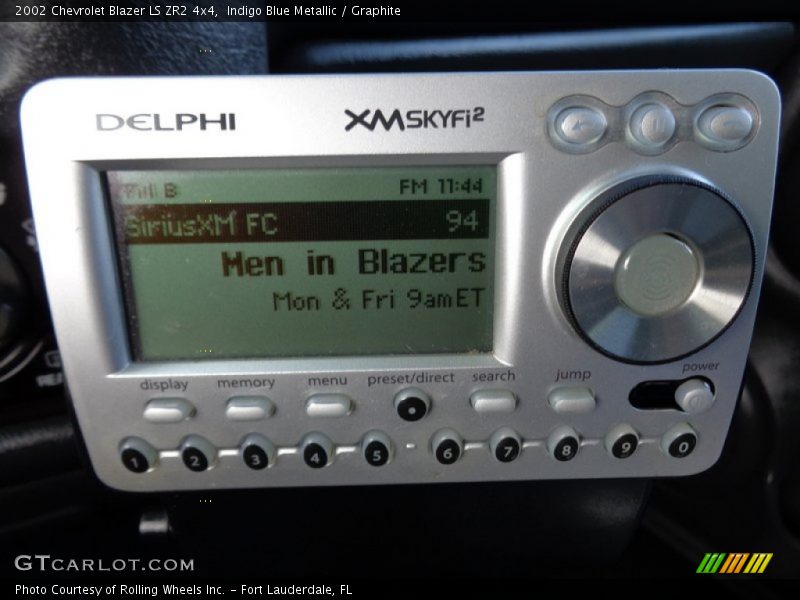 2002 Chevrolet Blazer LS ZR2 4x4,  Indigo Blue Metallic / Graphite
DELPHI
XM SKYFi2
FM 11:44
SiriusXM FC 94
Men in Blazers
Mon & Fri 9amET
display memory menu preset/direct search jump power
1 2 3 4 5 6 7 8 9 0
GTCARLOT.COM
Photo Courtesy of Rolling Wheels Inc. - Fort Lauderdale, FL